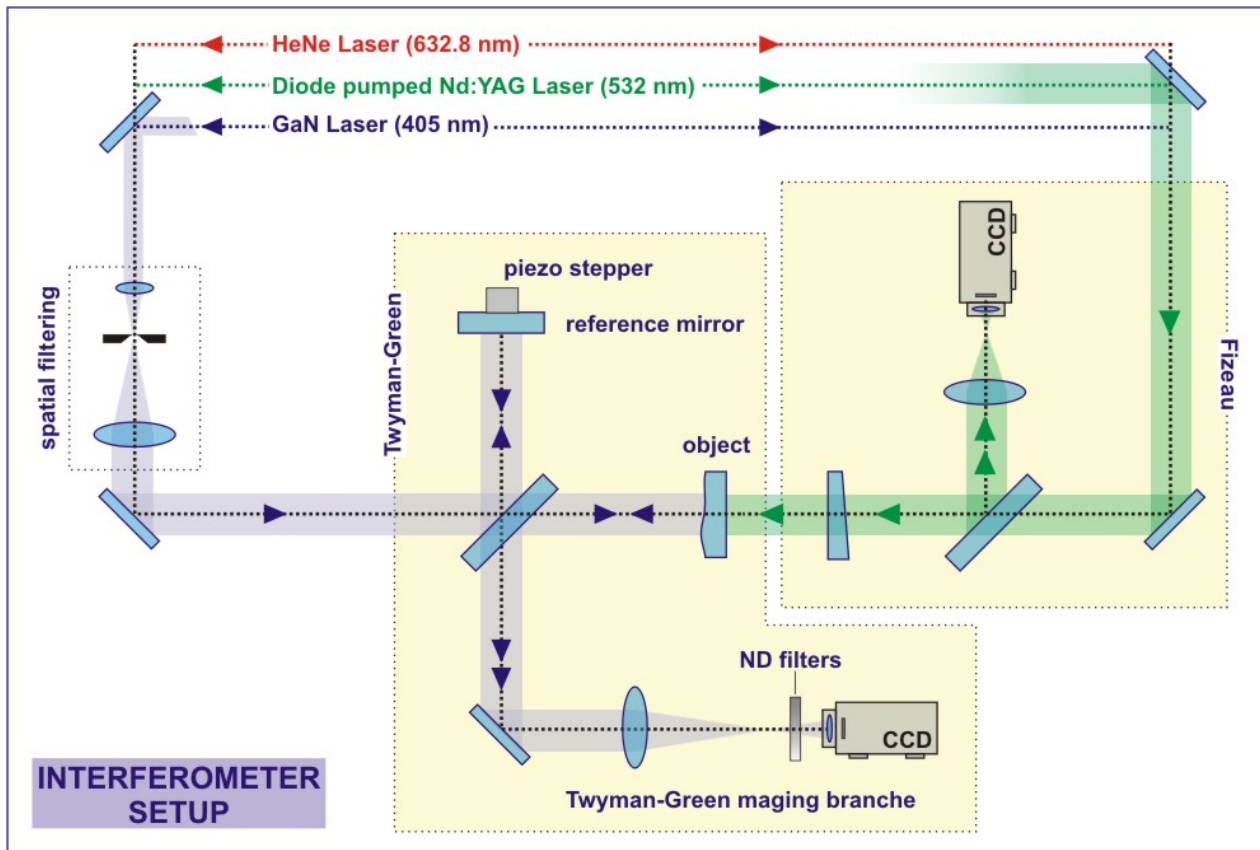 HeNe Laser (632.8 nm)
Diode pumped Nd:YAG Laser (532 nm)
GaN Laser (405 nm)
spatial filtering
Twyman-Green
piezo stepper
reference mirror
object
CCD
Fizeau
ND filters
CCD
Twyman-Green maging branche
INTERFEROMETER
SETUP